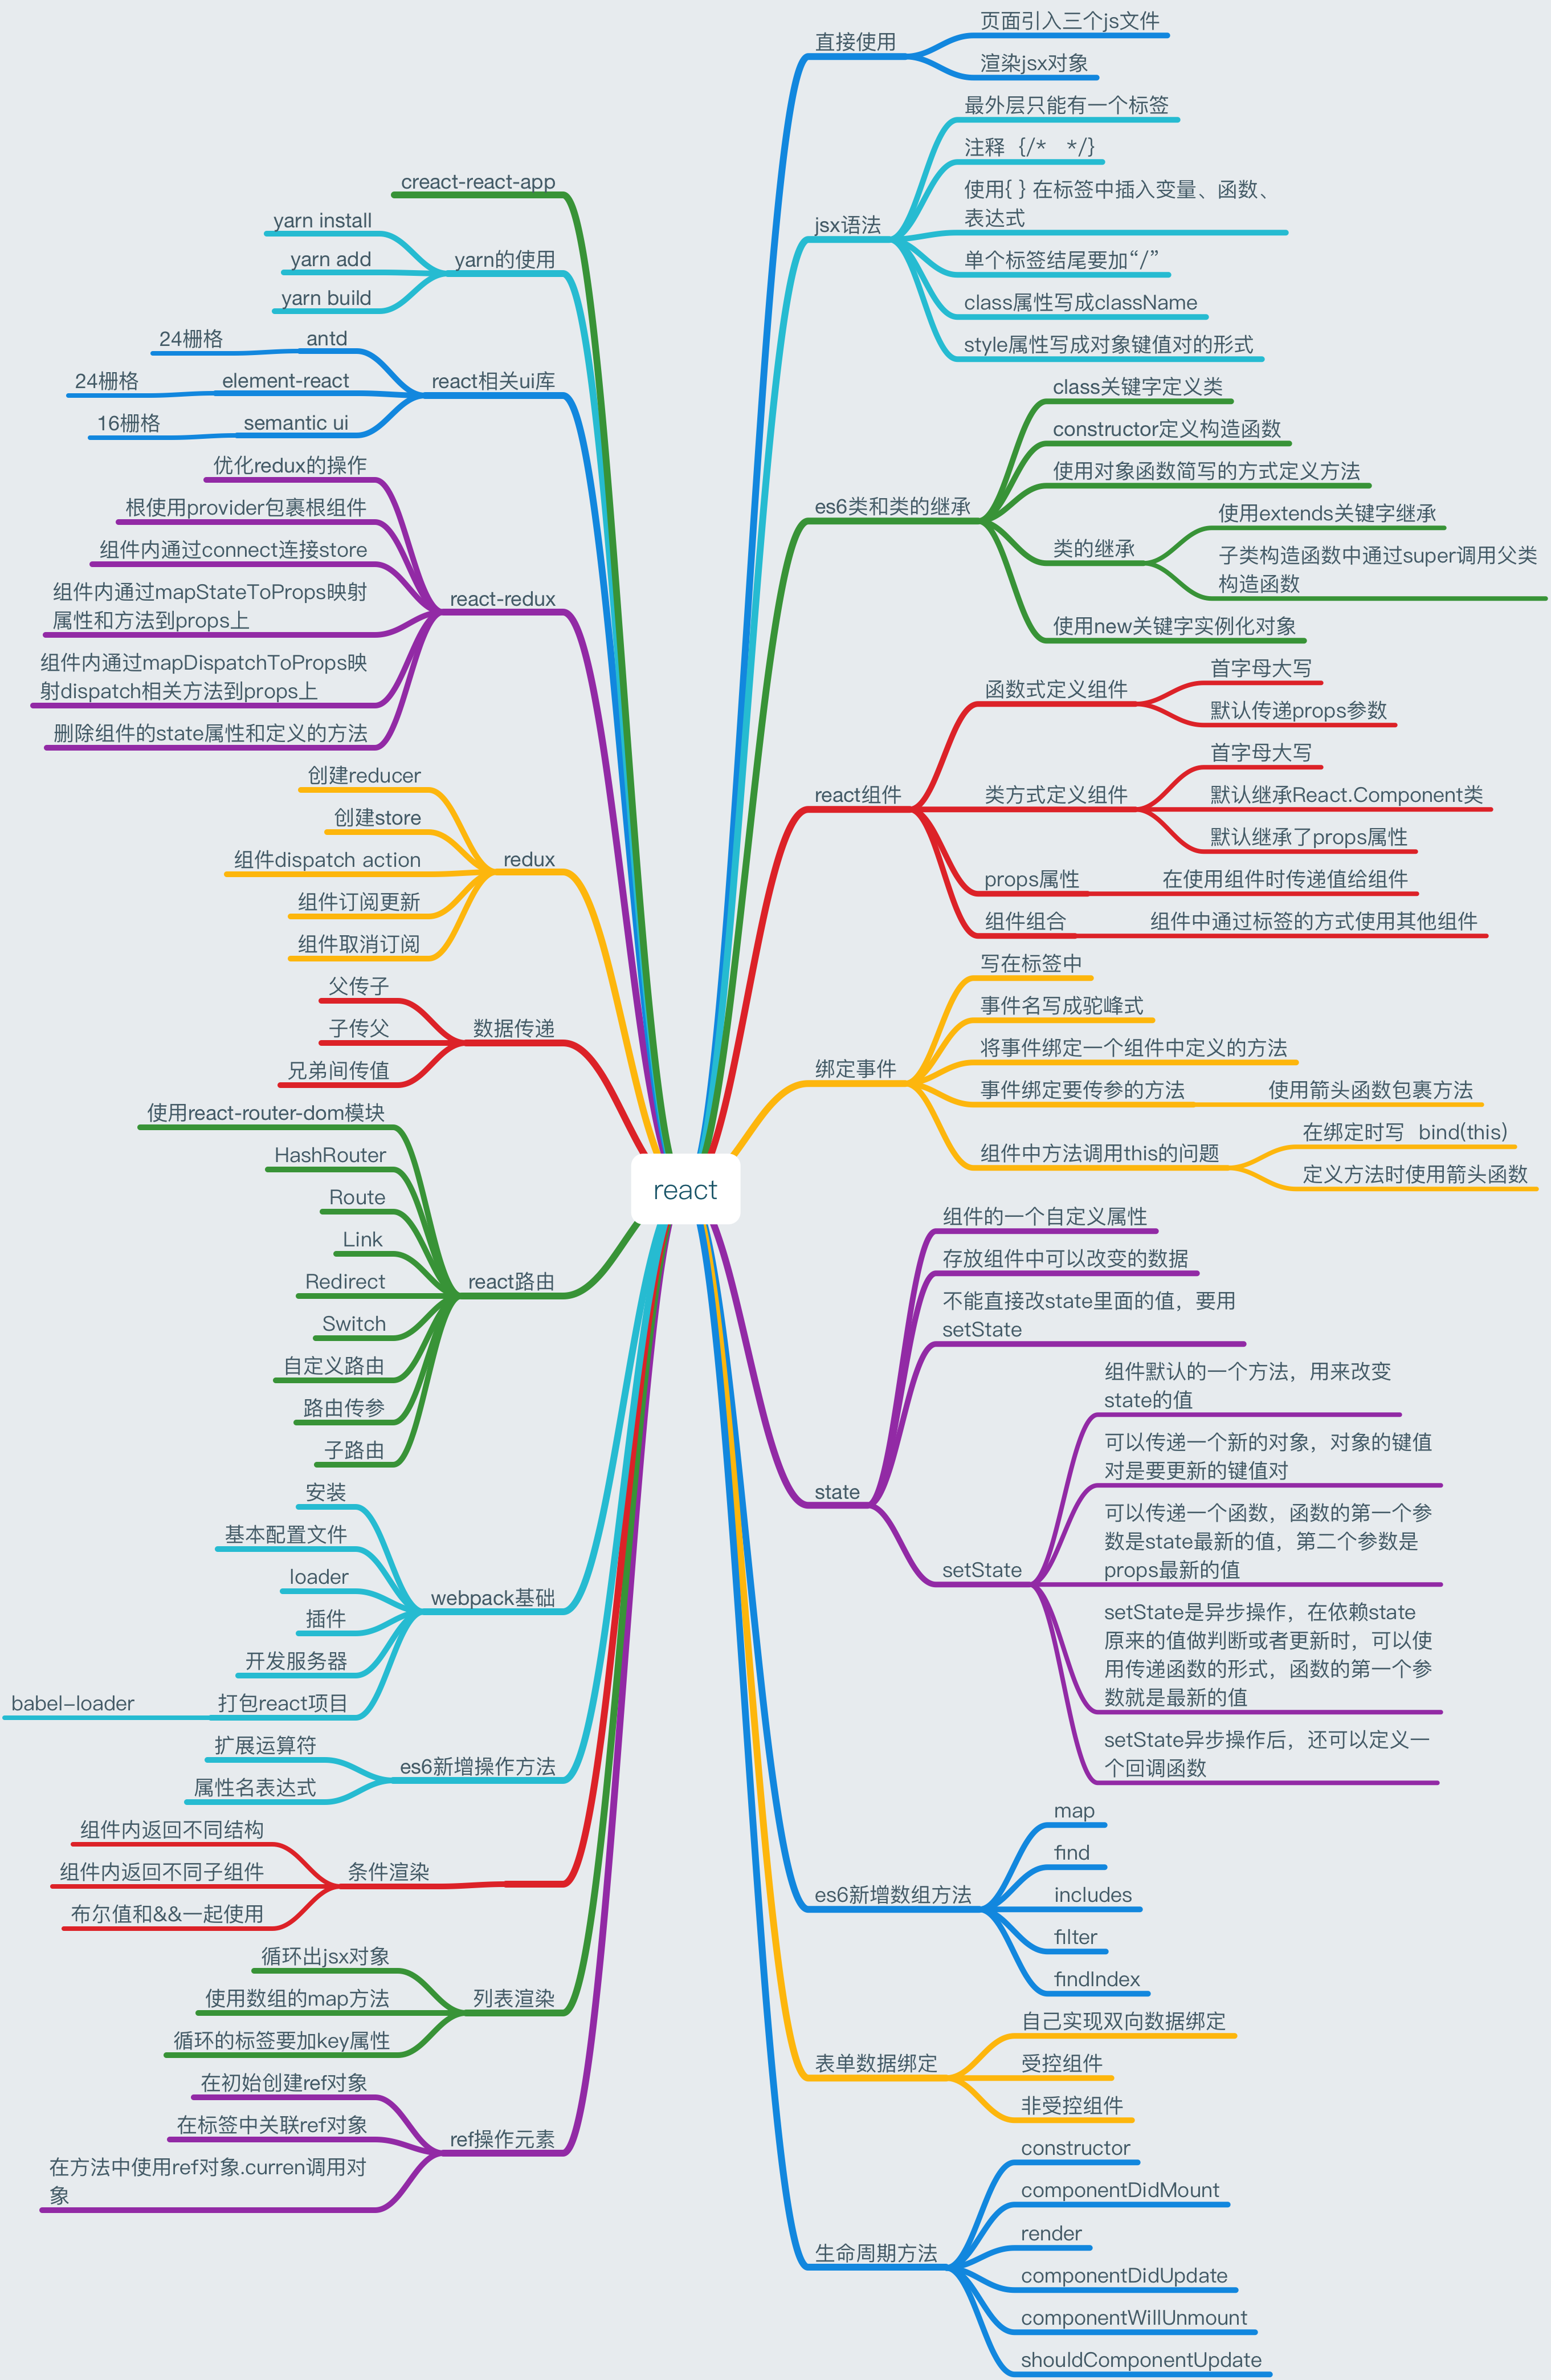 react
直接使用
页面引入三个js文件
渲染jsx对象
jsx语法
最外层只能有一个标签
注释  {/*   */}
使用{ } 在标签中插入变量、函数、
表达式
单个标签结尾要加“/”
class属性写成className
style属性写成对象键值对的形式
es6类和类的继承
class关键字定义类
constructor定义构造函数
使用对象函数简写的方式定义方法
类的继承
使用extends关键字继承
子类构造函数中通过super调用父类
构造函数
使用new关键字实例化对象
react组件
函数式定义组件
首字母大写
默认传递props参数
类方式定义组件
首字母大写
默认继承React.Component类
默认继承了props属性
props属性
在使用组件时传递值给组件
组件组合
组件中通过标签的方式使用其他组件
绑定事件
写在标签中
事件名写成驼峰式
将事件绑定一个组件中定义的方法
事件绑定要传参的方法
使用箭头函数包裹方法
组件中方法调用this的问题
在绑定时写  bind(this)
定义方法时使用箭头函数
state
组件的一个自定义属性
存放组件中可以改变的数据
不能直接改state里面的值，要用
setState
setState
组件默认的一个方法，用来改变
state的值
可以传递一个新的对象，对象的键值
对是要更新的键值对
可以传递一个函数，函数的第一个参
数是state最新的值，第二个参数是
props最新的值
setState是异步操作，在依赖state
原来的值做判断或者更新时，可以使
用传递函数的形式，函数的第一个参
数就是最新的值
setState异步操作后，还可以定义一
个回调函数
es6新增数组方法
map
find
includes
filter
findIndex
表单数据绑定
自己实现双向数据绑定
受控组件
非受控组件
生命周期方法
constructor
componentDidMount
render
componentDidUpdate
componentWillUnmount
shouldComponentUpdate
creact-react-app
yarn的使用
yarn install
yarn add
yarn build
react相关ui库
antd
24栅格
element-react
24栅格
semantic ui
16栅格
react-redux
优化redux的操作
根使用provider包裹根组件
组件内通过connect连接store
组件内通过mapStateToProps映射
属性和方法到props上
组件内通过mapDispatchToProps映
射dispatch相关方法到props上
删除组件的state属性和定义的方法
redux
创建reducer
创建store
组件dispatch action
组件订阅更新
组件取消订阅
数据传递
父传子
子传父
兄弟间传值
react路由
使用react-router-dom模块
HashRouter
Route
Link
Redirect
Switch
自定义路由
路由传参
子路由
webpack基础
安装
基本配置文件
loader
插件
开发服务器
打包react项目
babel–loader
es6新增操作方法
扩展运算符
属性名表达式
条件渲染
组件内返回不同结构
组件内返回不同子组件
布尔值和&&一起使用
列表渲染
循环出jsx对象
使用数组的map方法
循环的标签要加key属性
ref操作元素
在初始创建ref对象
在标签中关联ref对象
在方法中使用ref对象.curren调用对
象